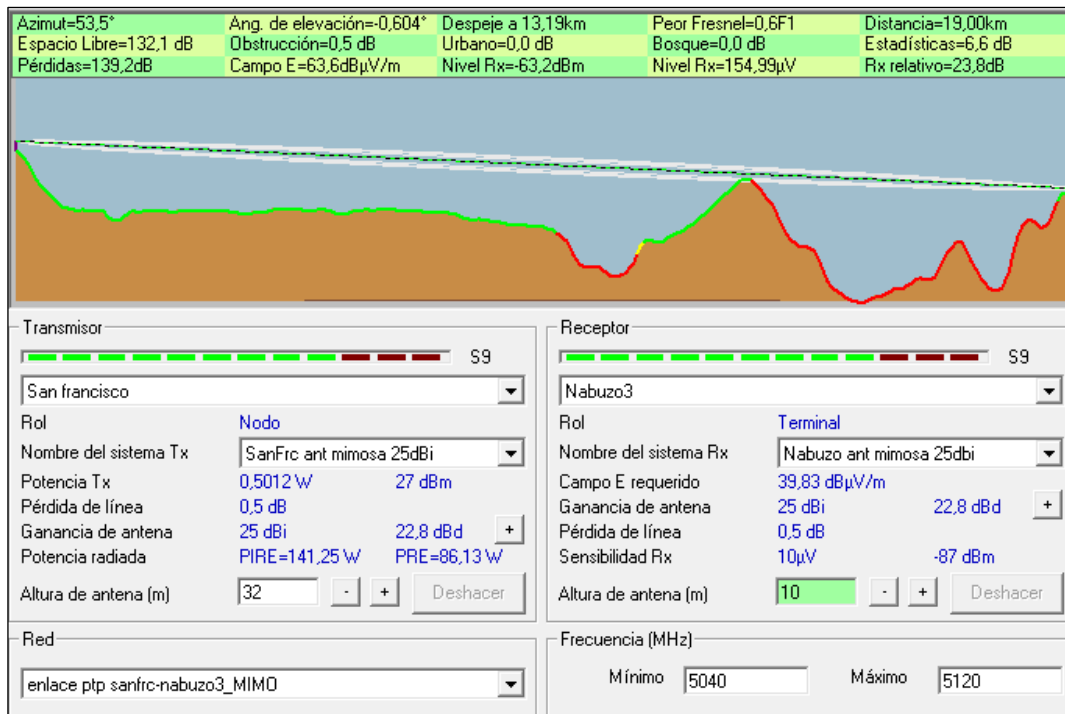 Azimut=53,5° Ang. de elevación=-0,604° Despeje a 13,19km Peor Fresnel=0,6F1 Distancia=19,00km
Espacio Libre=132,1 dB Obstrucción=0,5 dB Urbano=0,0 dB Bosque=0,0 dB Estadísticas=6,6 dB
Pérdidas=139,2dB Campo E=63,6dBµV/m Nivel Rx=-63,2dBm Nivel Rx=154,99µV Rx relativo=23,8dB
Transmisor
S9
San francisco
Rol Nodo
Nombre del sistema Tx SanFrc ant mimosa 25dBi
Potencia Tx 0,5012 W 27 dBm
Pérdida de línea 0,5 dB
Ganancia de antena 25 dBi 22,8 dBd +
Potencia radiada PIRE=141,25 W PRE=86,13 W
Altura de antena (m) 32 - + Deshacer
Red
enlace ptp sanfrc-nabuzo3_MIMO
Receptor
S9
Nabuzo3
Rol Terminal
Nombre del sistema Rx Nabuzo ant mimosa 25dbi
Campo E requerido 39,83 dBµV/m
Ganancia de antena 25 dBi 22,8 dBd +
Pérdida de línea 0,5 dB
Sensibilidad Rx 10µV -87 dBm
Altura de antena (m) 10 - + Deshacer
Frecuencia (MHz)
Mínimo 5040 Máximo 5120